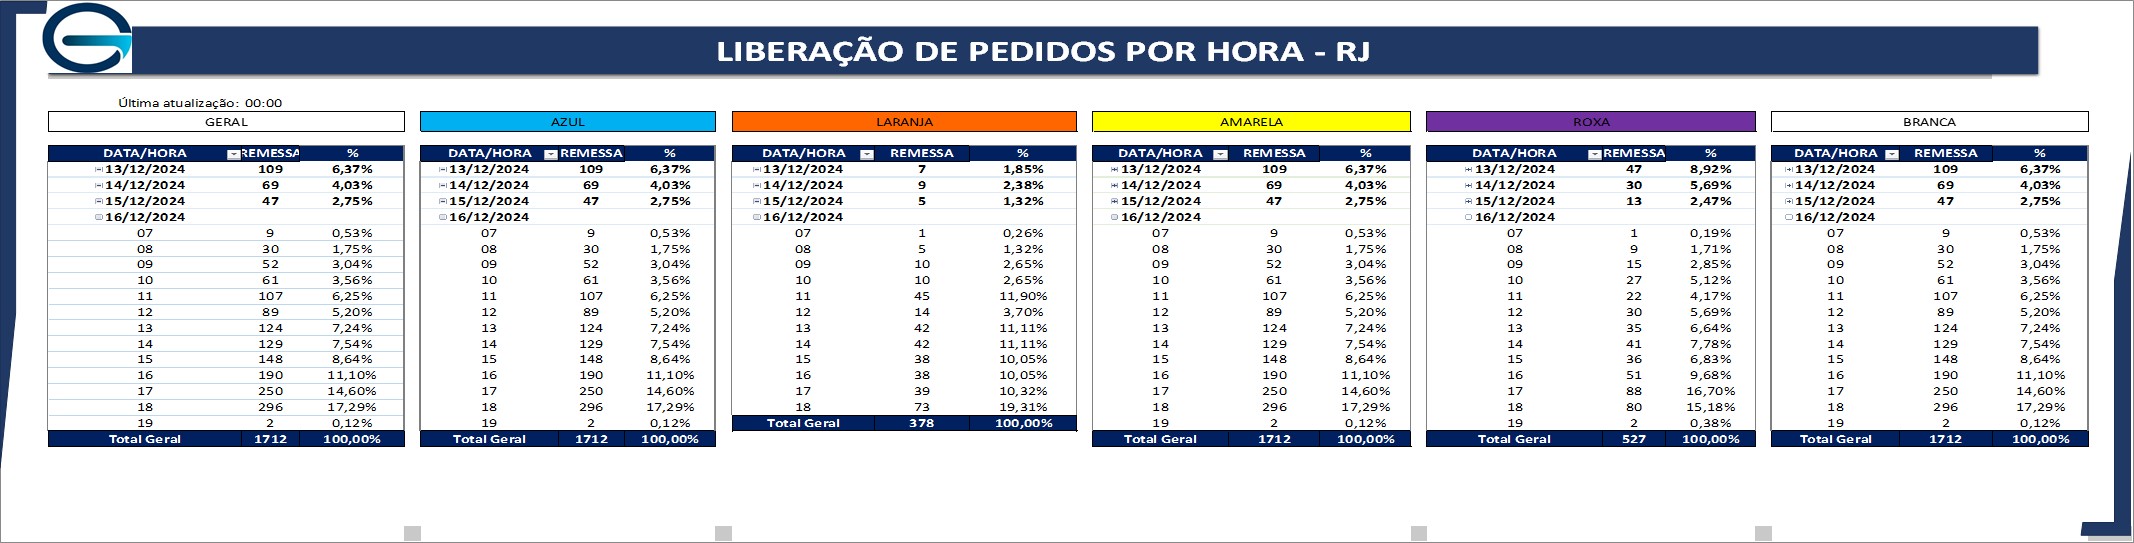 LIBERAÇÃO DE PEDIDOS POR HORA - RJ
Última atualização: 00:00
GERAL AZUL LARANJA AMARELA ROXA BRANCA
DATA/HORA REMESSA % DATA/HORA REMESSA % DATA/HORA REMESSA % DATA/HORA REMESSA % DATA/HORA REMESSA % DATA/HORA REMESSA %
13/12/2024 109 6,37% 13/12/2024 109 6,37% 13/12/2024 7 1,85% 13/12/2024 109 6,37% 13/12/2024 47 8,92% 13/12/2024 109 6,37%
14/12/2024 69 4,03% 14/12/2024 69 4,03% 14/12/2024 9 2,38% 14/12/2024 69 4,03% 14/12/2024 30 5,69% 14/12/2024 69 4,03%
15/12/2024 47 2,75% 15/12/2024 47 2,75% 15/12/2024 5 1,32% 15/12/2024 47 2,75% 15/12/2024 13 2,47% 15/12/2024 47 2,75%
16/12/2024 16/12/2024 16/12/2024 16/12/2024 16/12/2024 16/12/2024
07 9 0,53% 07 9 0,53% 07 1 0,26% 07 9 0,53% 07 1 0,19% 07 9 0,53%
08 30 1,75% 08 30 1,75% 08 5 1,32% 08 30 1,75% 08 9 1,71% 08 30 1,75%
09 52 3,04% 09 52 3,04% 09 10 2,65% 09 52 3,04% 09 15 2,85% 09 52 3,04%
10 61 3,56% 10 61 3,56% 10 10 2,65% 10 61 3,56% 10 27 5,12% 10 61 3,56%
11 107 6,25% 11 107 6,25% 11 45 11,90% 11 107 6,25% 11 22 4,17% 11 107 6,25%
12 89 5,20% 12 89 5,20% 12 14 3,70% 12 89 5,20% 12 30 5,69% 12 89 5,20%
13 124 7,24% 13 124 7,24% 13 42 11,11% 13 124 7,24% 13 35 6,64% 13 124 7,24%
14 129 7,54% 14 129 7,54% 14 42 11,11% 14 129 7,54% 14 41 7,78% 14 129 7,54%
15 148 8,64% 15 148 8,64% 15 38 10,05% 15 148 8,64% 15 36 6,83% 15 148 8,64%
16 190 11,10% 16 190 11,10% 16 38 10,05% 16 190 11,10% 16 51 9,68% 16 190 11,10%
17 250 14,60% 17 250 14,60% 17 39 10,32% 17 250 14,60% 17 88 16,70% 17 250 14,60%
18 296 17,29% 18 296 17,29% 18 73 19,31% 18 296 17,29% 18 80 15,18% 18 296 17,29%
19 2 0,12% 19 2 0,12% Total Geral 378 100,00% 19 2 0,12% 19 2 0,38% 19 2 0,12%
Total Geral 1712 100,00% Total Geral 1712 100,00% Total Geral 1712 100,00% Total Geral 527 100,00% Total Geral 1712 100,00%